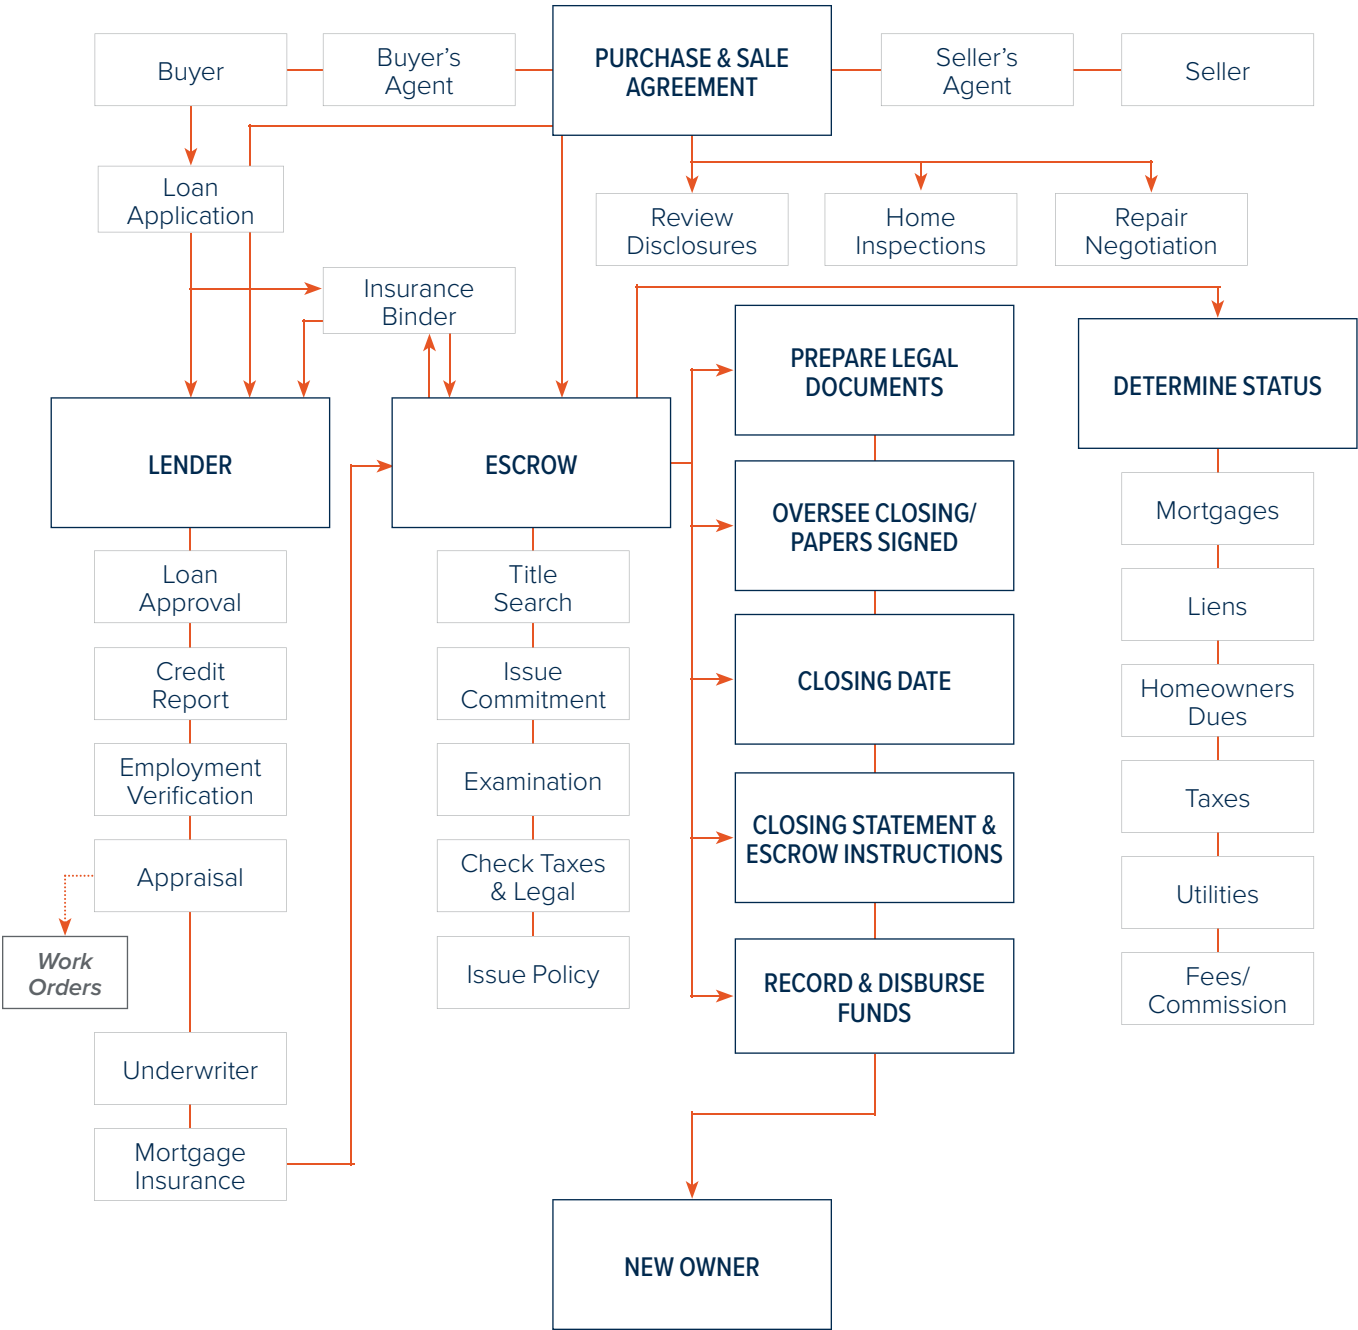 Buyer
Buyer's
Agent
PURCHASE & SALE
AGREEMENT
Seller's
Agent
Seller
Loan
Application
Review
Disclosures
Home
Inspections
Repair
Negotiation
Insurance
Binder
LENDER
ESCROW
PREPARE LEGAL
DOCUMENTS
DETERMINE STATUS
OVERSEE CLOSING/
PAPERS SIGNED
CLOSING DATE
CLOSING STATEMENT &
ESCROW INSTRUCTIONS
RECORD & DISBURSE
FUNDS
Loan
Approval
Credit
Report
Employment
Verification
Appraisal
Work
Orders
Underwriter
Mortgage
Insurance
Title
Search
Issue
Commitment
Examination
Check Taxes
& Legal
Issue Policy
Mortgages
Liens
Homeowners
Dues
Taxes
Utilities
Fees/
Commission
NEW OWNER